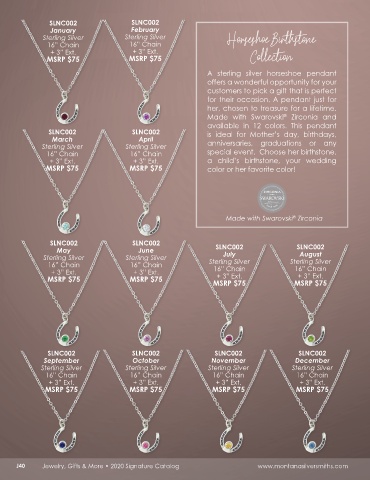 SLNC002
January
Sterling Silver
16" Chain
+ 3" Ext.
MSRP $75
SLNC002
February
Sterling Silver
16" Chain
+ 3" Ext.
MSRP $75
Horseshoe Birthstone
Collection
A sterling silver horseshoe pendant
offers a wonderful opportunity for your
customers to pick a gift that is perfect
for their occasion. A pendant just for
her, chosen to treasure for a lifetime.
Made with Swarovski® Zirconia and
available in 12 colors. This pendant
is ideal for Mother's day, birthdays,
anniversaries, graduations or any
special event. Choose her birthstone,
a child's birthstone, your wedding
color or her favorite color!
SWAROVSKI
Made with Swarovski® Zirconia
SLNC002
March
Sterling Silver
16" Chain
+ 3" Ext.
MSRP $75
SLNC002
April
Sterling Silver
16" Chain
+ 3" Ext.
MSRP $75
SLNC002
May
Sterling Silver
16" Chain
+ 3" Ext.
MSRP $75
SLNC002
June
Sterling Silver
16" Chain
+ 3" Ext.
MSRP $75
SLNC002
July
Sterling Silver
16" Chain
+ 3" Ext.
MSRP $75
SLNC002
August
Sterling Silver
16" Chain
+ 3" Ext.
MSRP $75
SLNC002
September
Sterling Silver
16" Chain
+ 3" Ext.
MSRP $75
SLNC002
October
Sterling Silver
16" Chain
+ 3" Ext.
MSRP $75
SLNC002
November
Sterling Silver
16" Chain
+ 3" Ext.
MSRP $75
SLNC002
December
Sterling Silver
16" Chain
+ 3" Ext.
MSRP $75
J40 Jewelry, Gifts & More • 2020 Signature Catalog www.montanasilversmiths.com